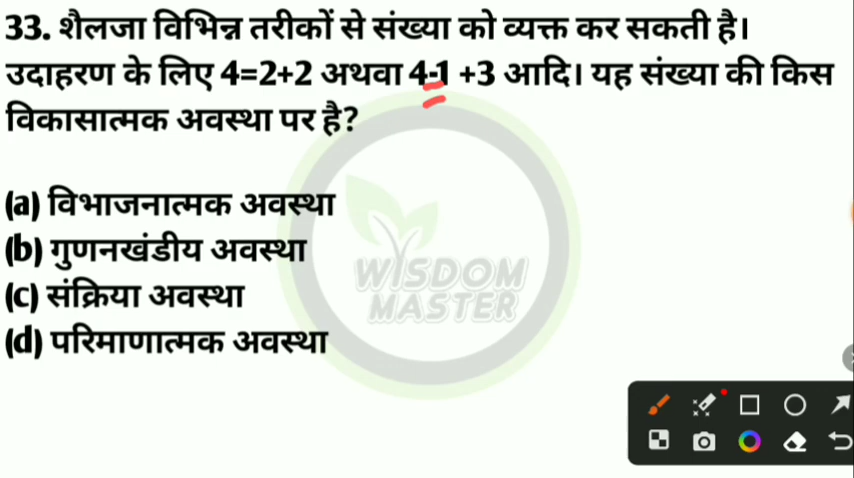 33. शैलजा विभिन्न तरीकों से संख्या को व्यक्त कर सकती है।
उदाहरण के लिए 4=2+2 अथवा 4-1 +3 आदि। यह संख्या की किस
विकासात्मक अवस्था पर है?
(a) विभाजनात्मक अवस्था
(b) गुणनखंडीय अवस्था
(c) संक्रिया अवस्था
(d) परिमाणात्मक अवस्था
WISDOM
MASTER